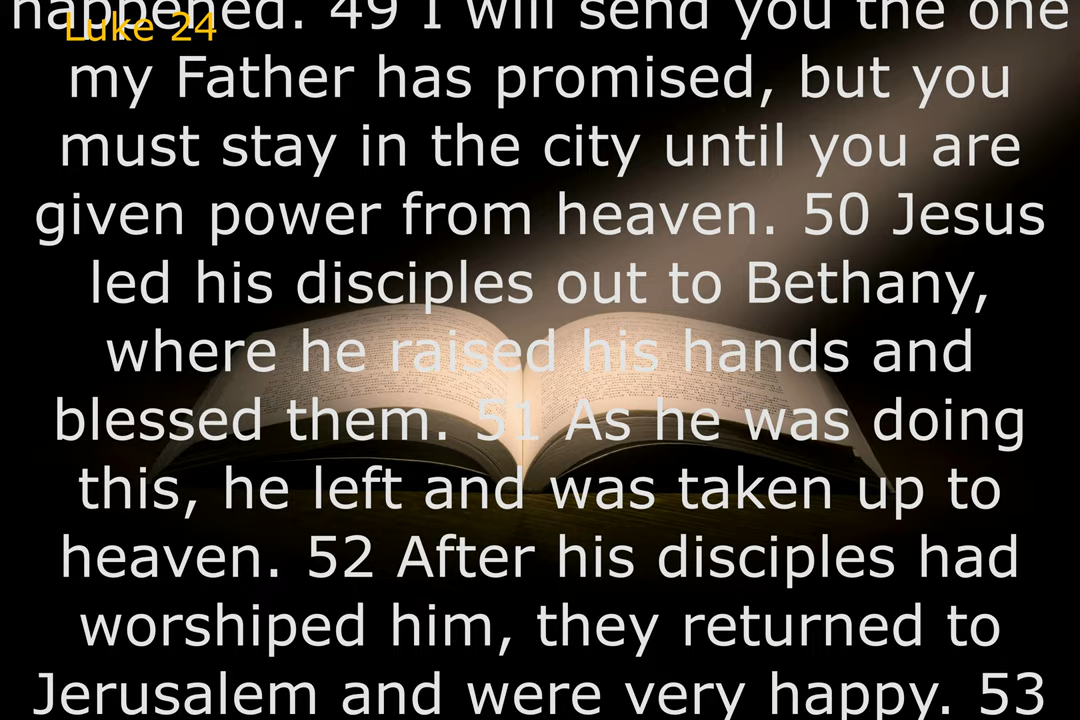 happened. 49 I will send you the one
Luke 24
my Father has promised, but you
must stay in the city until you are
given power from heaven. 50 Jesus
led his disciples out to Bethany,
where he raised his hands and
blessed them. 51 As he was doing
this, he left and was taken up to
heaven. 52 After his disciples had
worshiped him, they returned to
Jerusalem and were very happy. 53